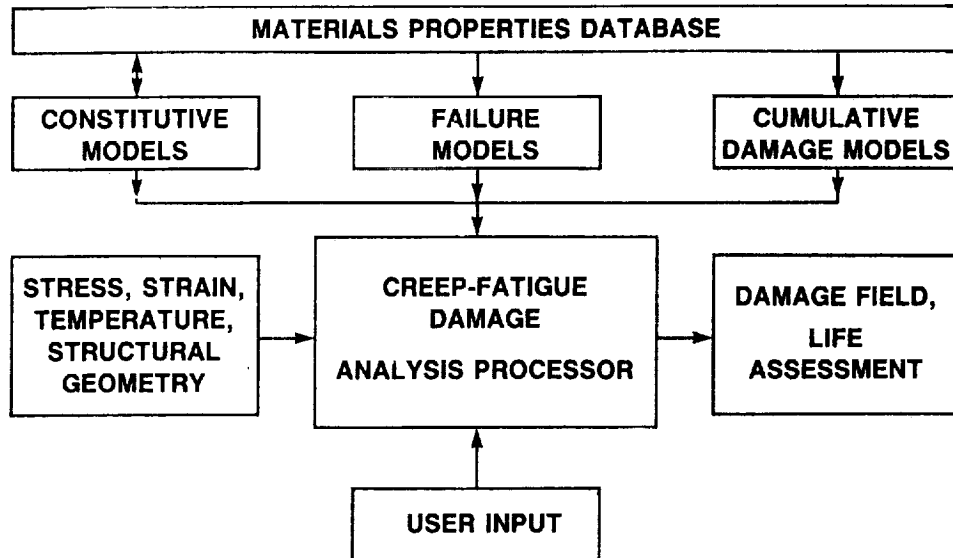 MATERIALS PROPERTIES DATABASE
CONSTITUTIVE
MODELS
FAILURE
MODELS
CUMULATIVE
DAMAGE MODELS
STRESS, STRAIN,
TEMPERATURE,
STRUCTURAL
GEOMETRY
CREEP-FATIGUE
DAMAGE
ANALYSIS PROCESSOR
DAMAGE FIELD,
LIFE
ASSESSMENT
USER INPUT